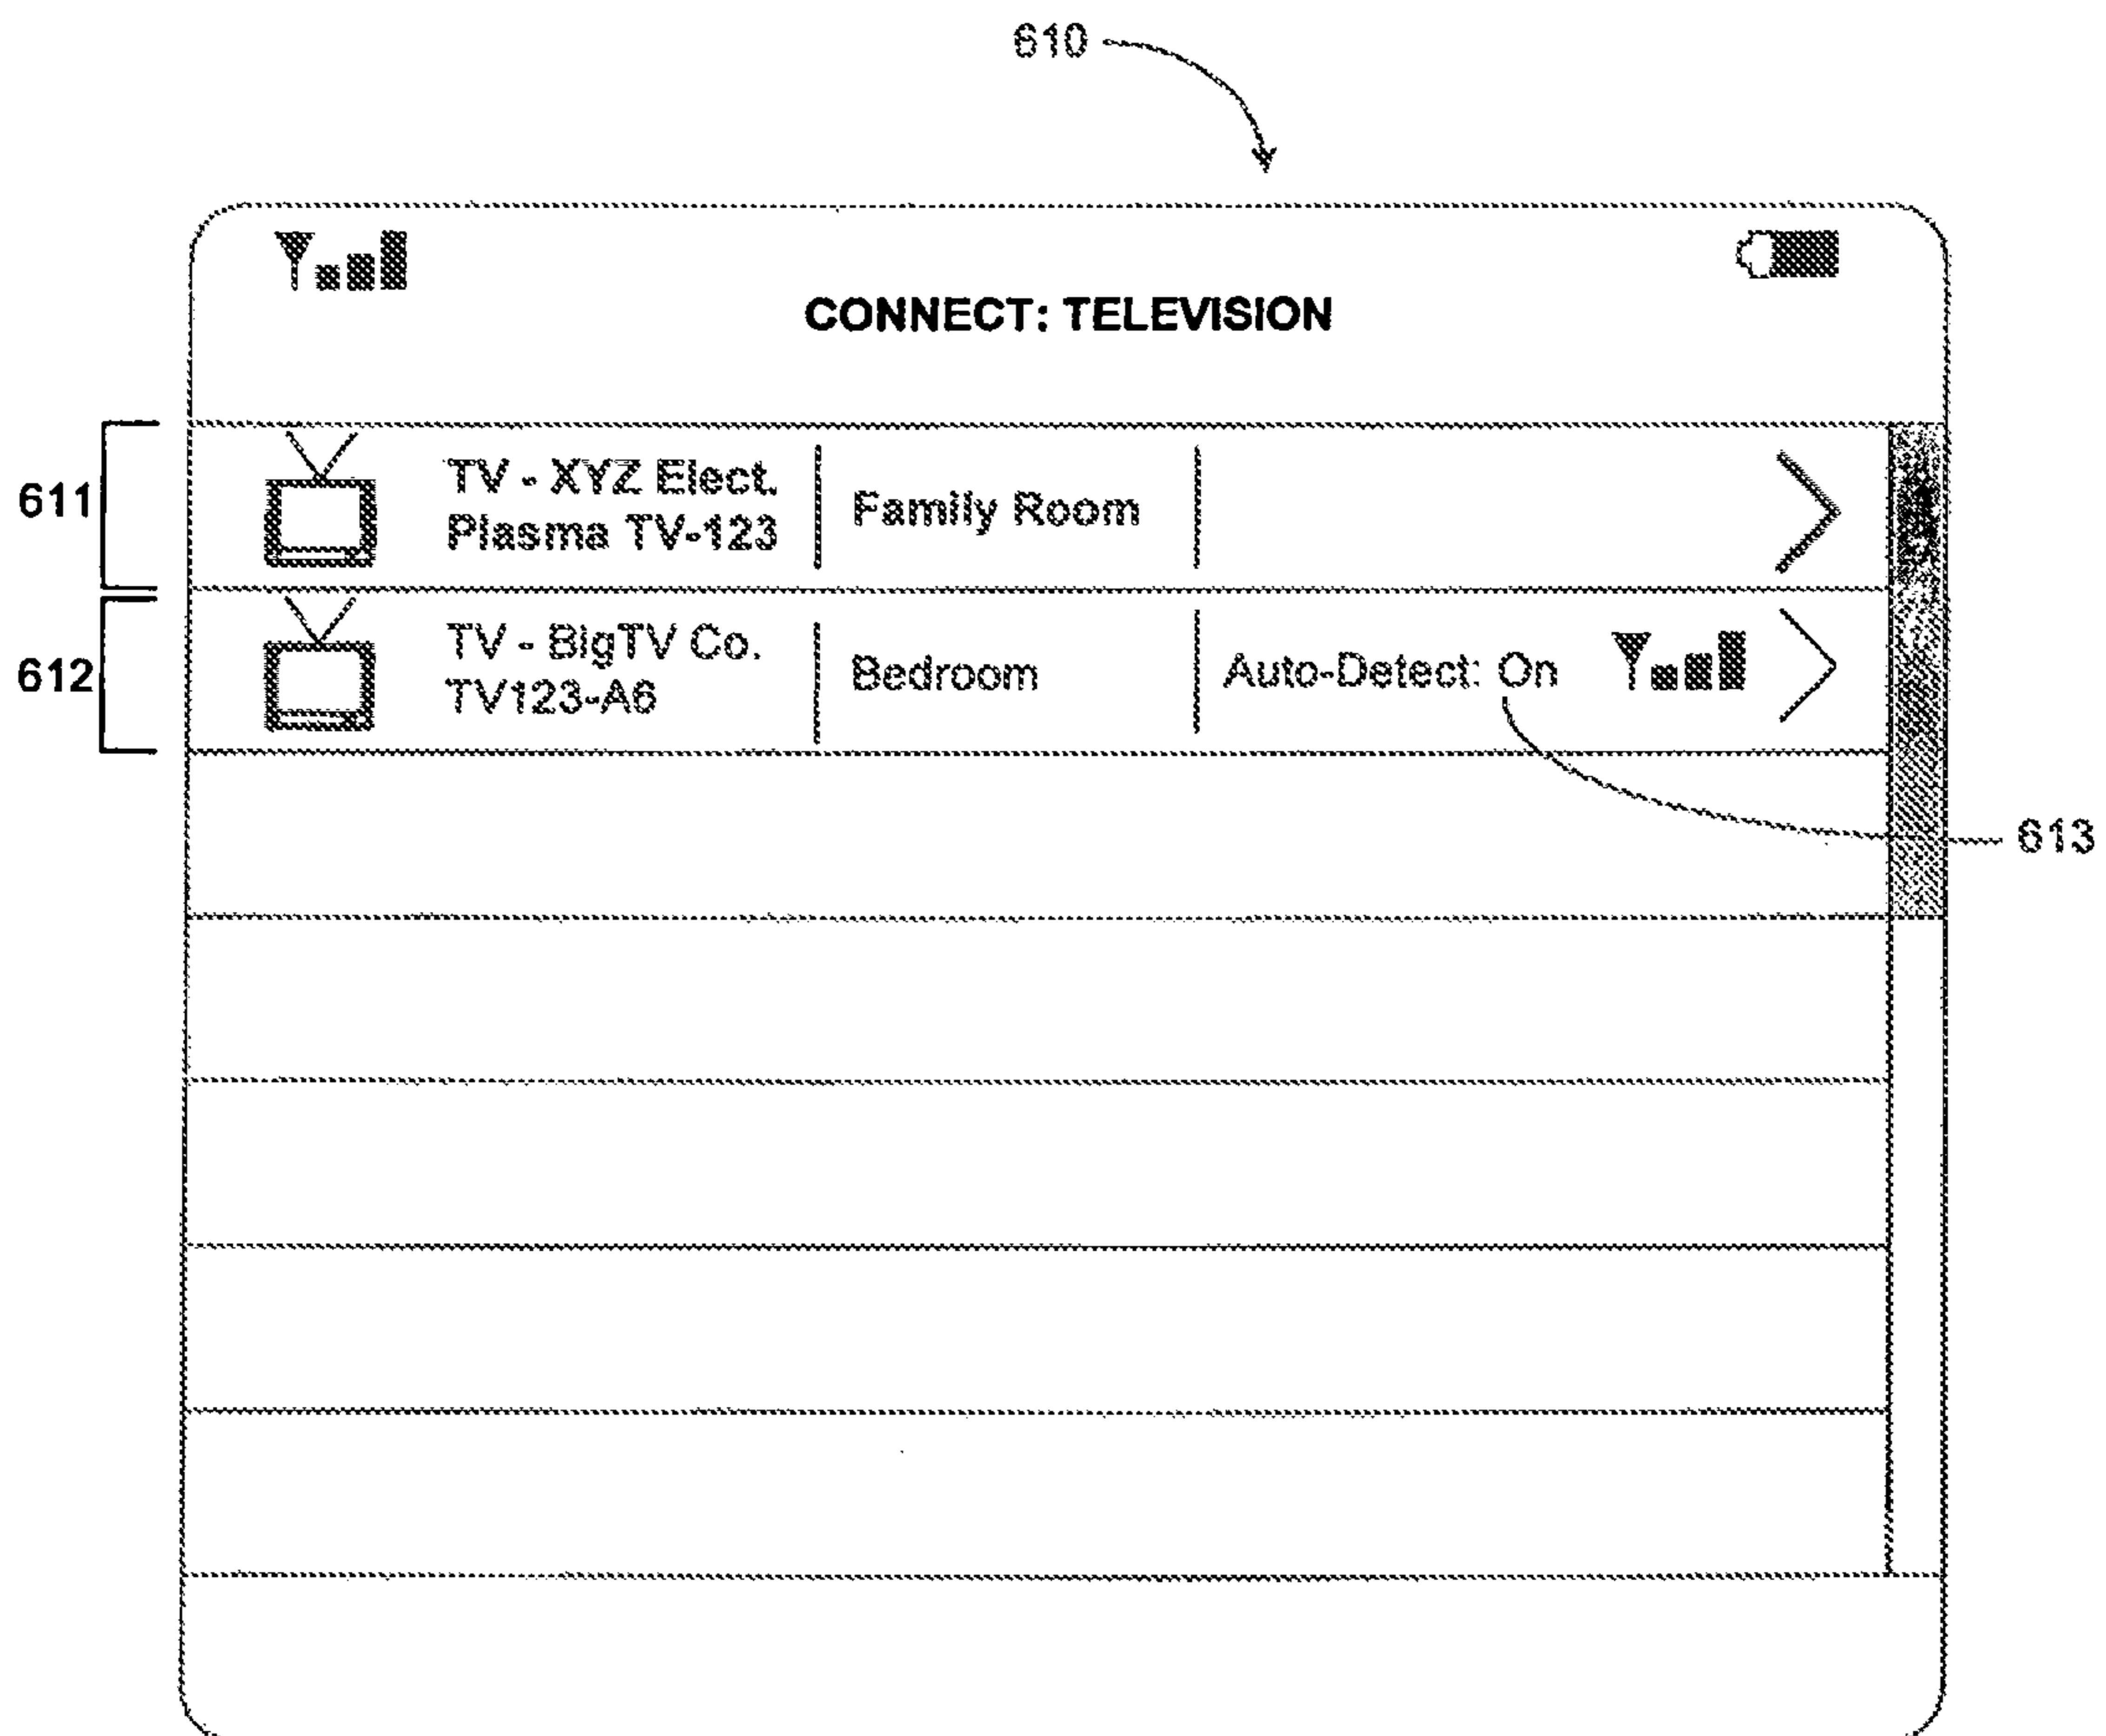 610
CONNECT: TELEVISION
611
TV - XYZ Elect.
Plasma TV-123
Family Room
612
TV - BigTV Co.
TV123-A6
Bedroom
Auto-Detect: On
613